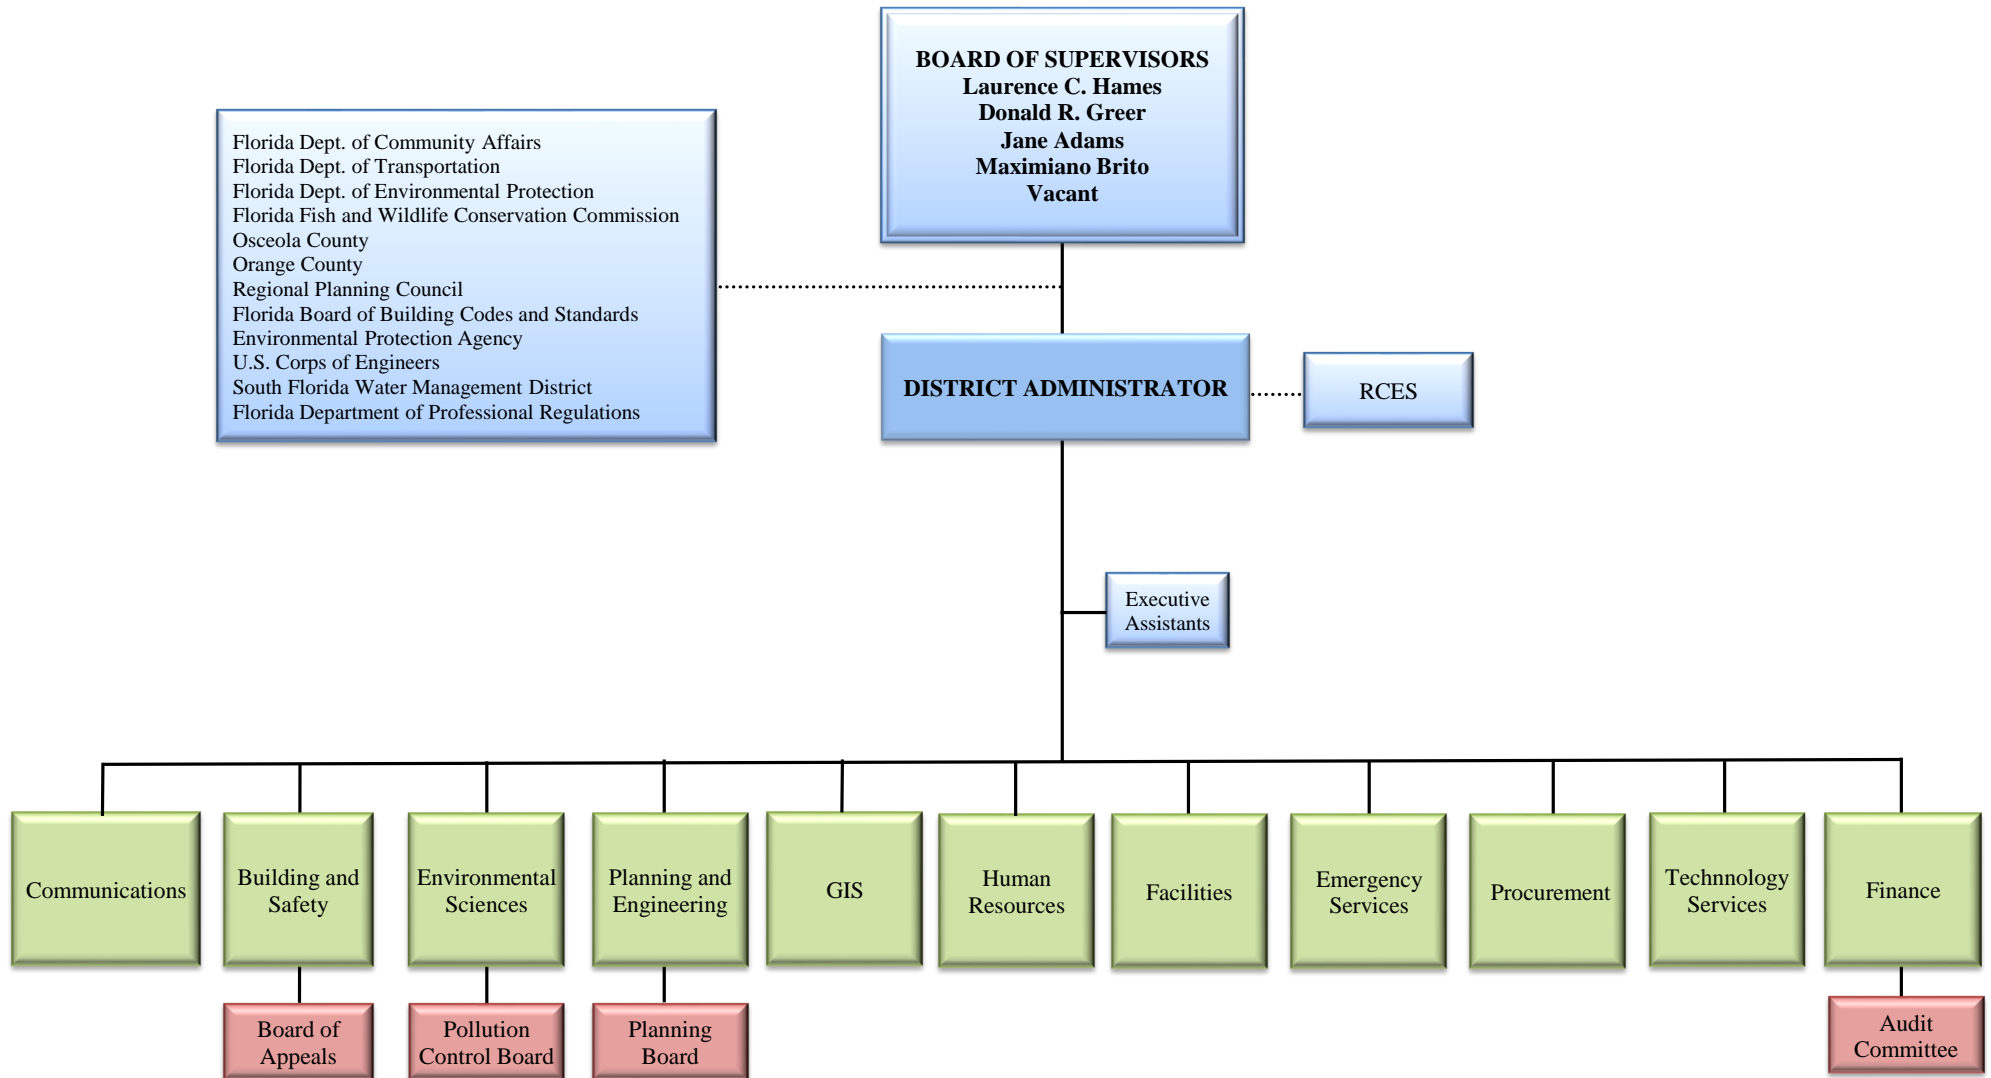 BOARD OF SUPERVISORS
Laurence C. Hames
Donald R. Greer
Jane Adams
Maximiano Brito
Vacant
Florida Dept. of Community Affairs
Florida Dept. of Transportation
Florida Dept. of Environmental Protection
Florida Fish and Wildlife Conservation Commission
Osceola County
Orange County
Regional Planning Council
Florida Board of Building Codes and Standards
Environmental Protection Agency
U.S. Corps of Engineers
South Florida Water Management District
Florida Department of Professional Regulations
DISTRICT ADMINISTRATOR
RCES
Executive
Assistants
Communications
Building and
Safety
Environmental
Sciences
Planning and
Engineering
GIS
Human
Resources
Facilities
Emergency
Services
Procurement
Technnology
Services
Finance
Board of
Appeals
Pollution
Control Board
Planning
Board
Audit
Committee